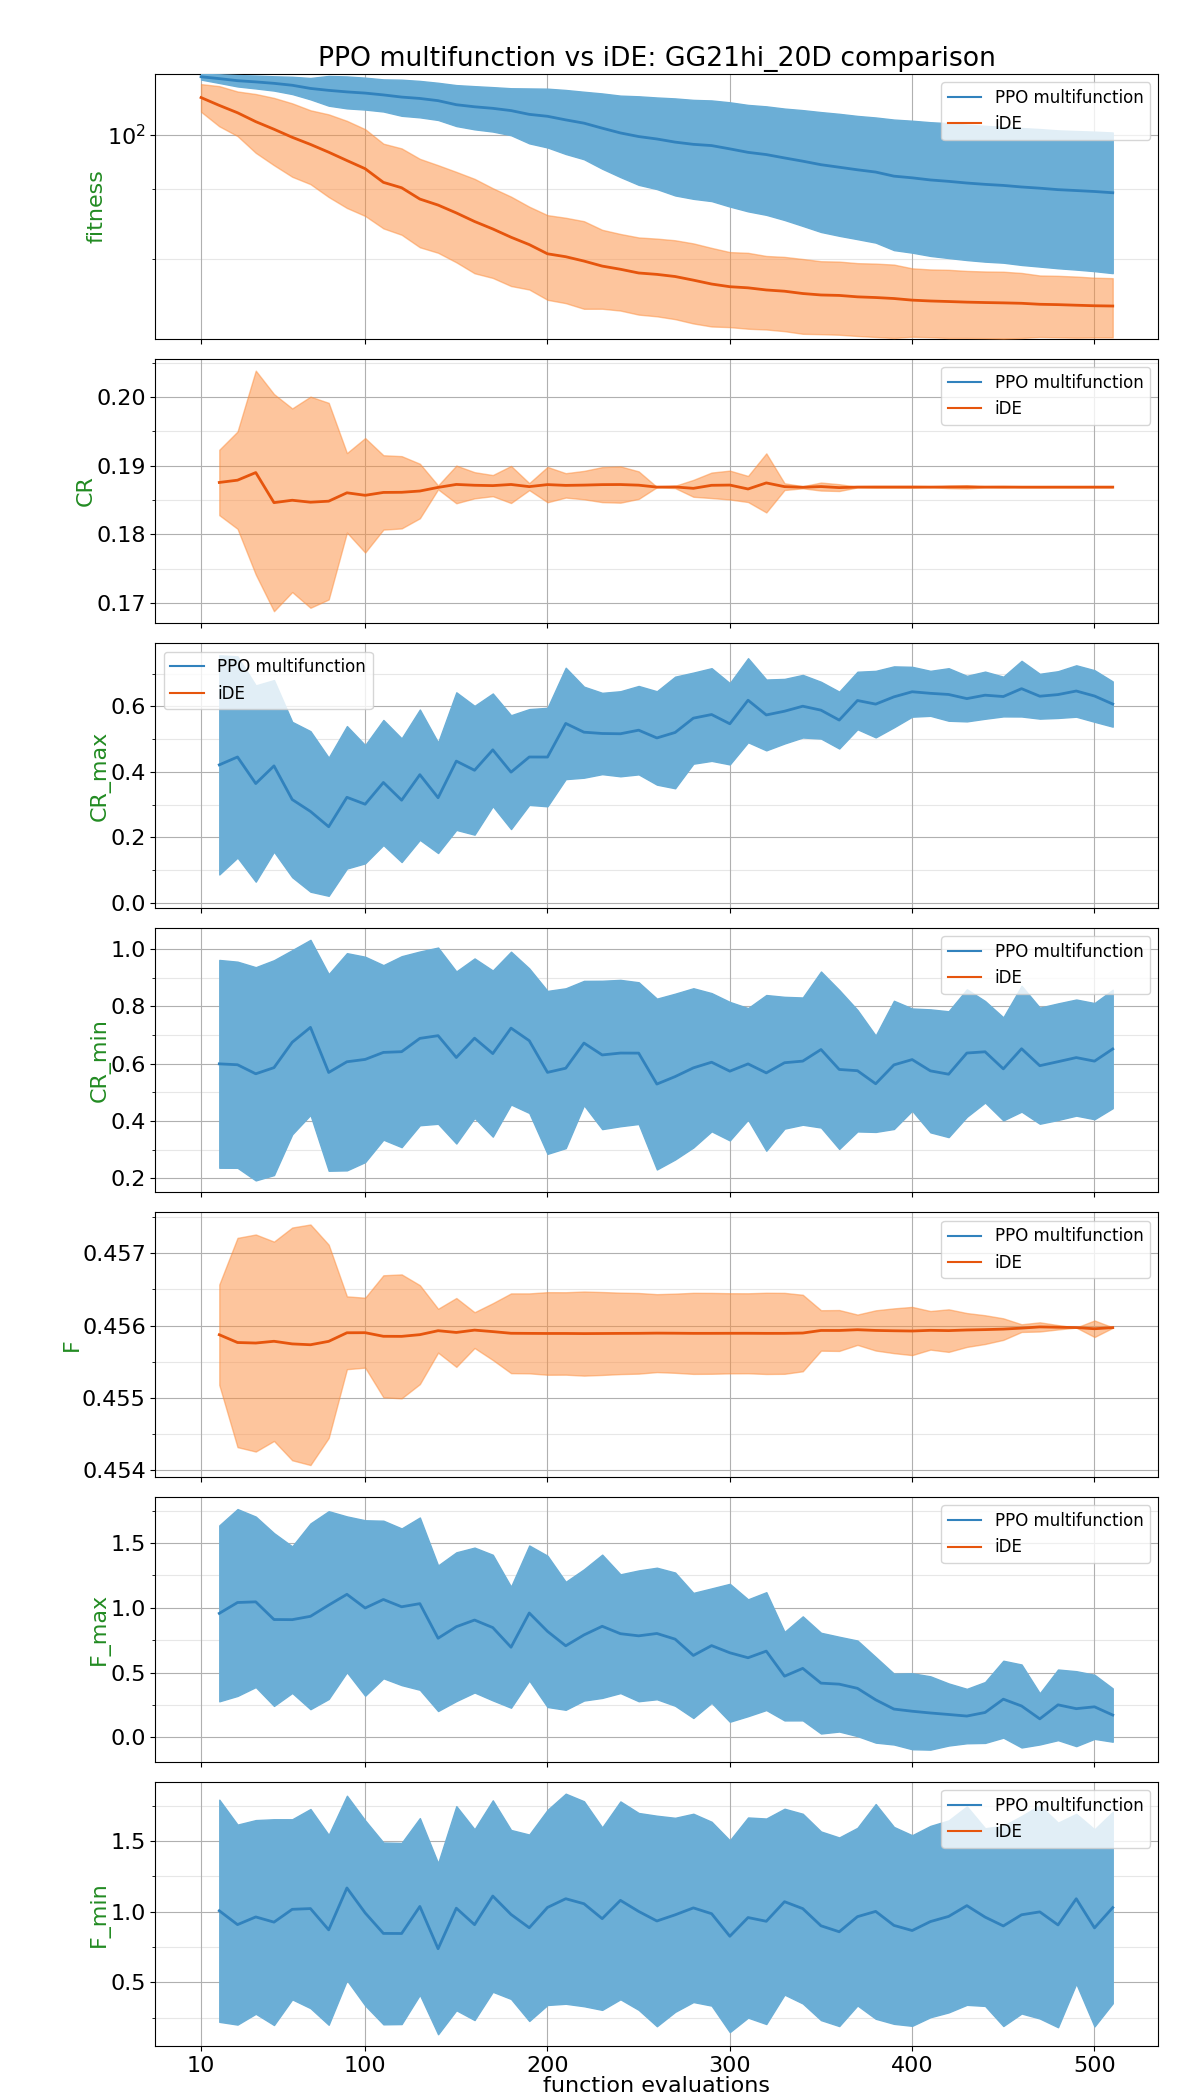 PPO multifunction vs iDE: GG21hi_20D comparison
PPO multifunction
iDE
10²
fitness
PPO multifunction
iDE
0.20
0.19
0.18
0.17
CR
PPO multifunction
iDE
0.6
0.4
0.2
0.0
CR_max
PPO multifunction
iDE
1.0
0.8
0.6
0.4
0.2
CR_min
PPO multifunction
iDE
0.457
0.456
0.455
0.454
F
PPO multifunction
iDE
1.5
1.0
0.5
0.0
F_max
PPO multifunction
iDE
1.5
1.0
0.5
F_min
10 100 200 300 400 500
function evaluations